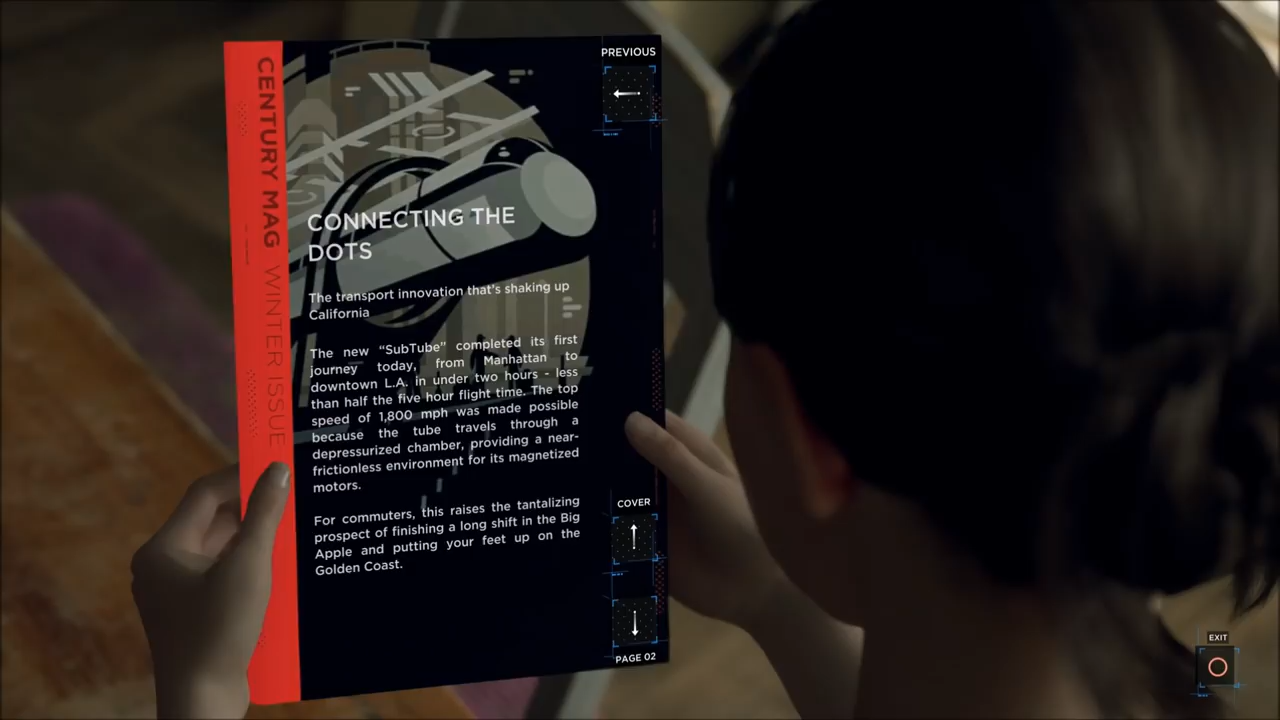 CENTURY MAG WINTER ISSUE
PREVIOUS
CONNECTING THE
DOTS
The transport innovation that's shaking up
California
The new “SubTube” completed its first
journey today, from Manhattan to
downtown L.A. in under two hours - less
than half the five hour flight time. The top
speed of 1,800 mph was made possible
because the tube travels through a
depressurized chamber, providing a near-
frictionless environment for its magnetized
motors.
For commuters, this raises the tantalizing
prospect of finishing a long shift in the Big
Apple and putting your feet up on the
Golden Coast.
COVER
PAGE 02
EXIT